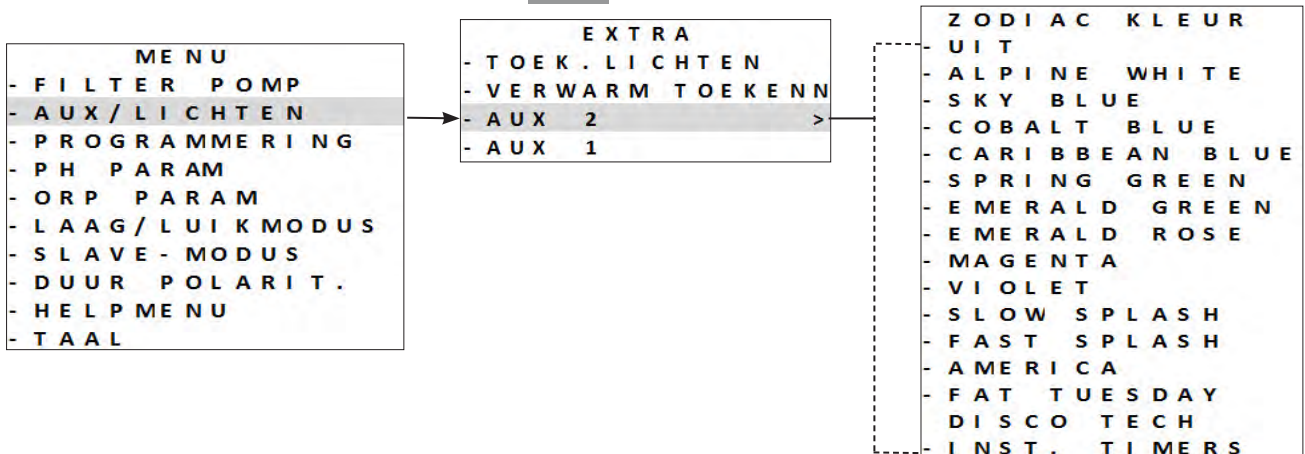 MENU
- FILTER POMP
- AUX/LICHTEN
- PROGRAMMERING
- PH PARAM
- ORP PARAM
- LAAG/LUIKMODUS
- SLAVE-MODUS
- DUUR POLARIT.
- HELPMENU
- TAAL
EXTRA
- TOEK.LICHTEN
- VERWARM TOEKENN
- AUX 2 >
- AUX 1
ZODIAC KLEUR
- UIT
- ALPINE WHITE
- SKY BLUE
- COBALT BLUE
- CARIBBEAN BLUE
- SPRING GREEN
- EMERALD GREEN
- EMERALD ROSE
- MAGENTA
- VIOLET
- SLOW SPLASH
- FAST SPLASH
- AMERICA
- FAT TUESDAY
DISCO TECH
- INST. TIMERS